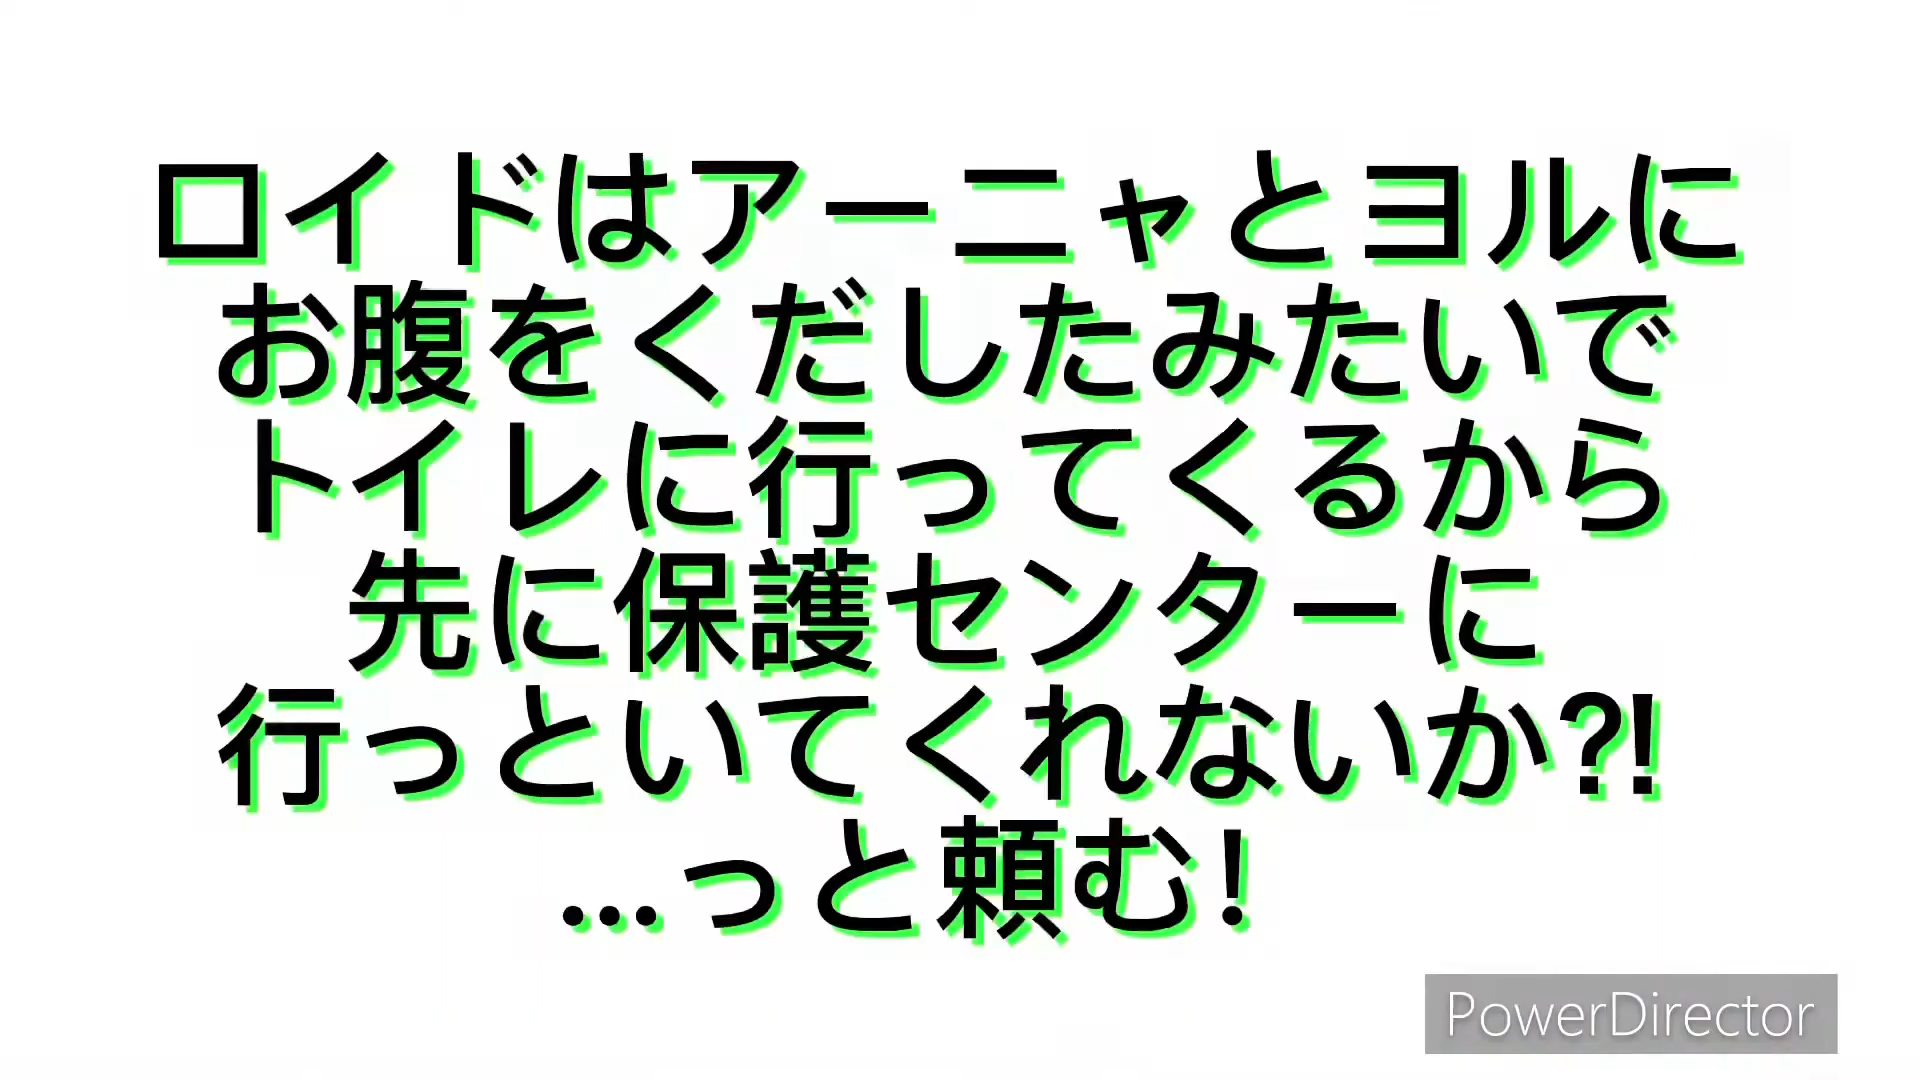 ロイドはアーニャとヨルに
お腹をくだしたみたいで
トイレに行ってくるから
先に保護センターに
行っといてくれないか?!
…っと頼む!
PowerDirector